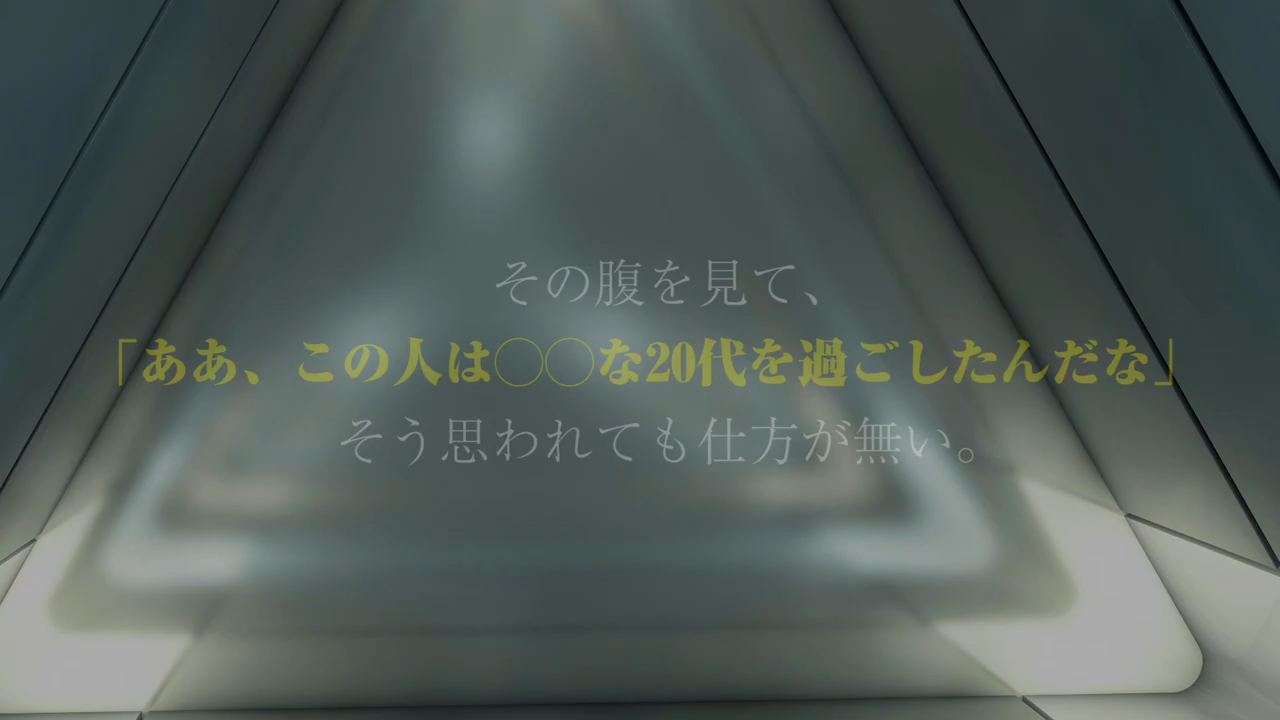 その腹を見て、
「ああ、この人は◯◯な20代を過ごしたんだな」
そう思われても仕方が無い。